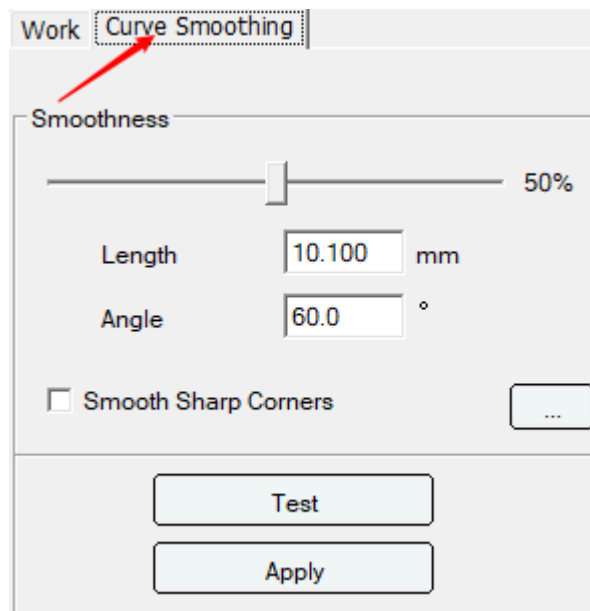 Work Curve Smoothing
Smoothness
50%
Length 10.100 mm
Angle 60.0 °
Smooth Sharp Corners ...
Test
Apply